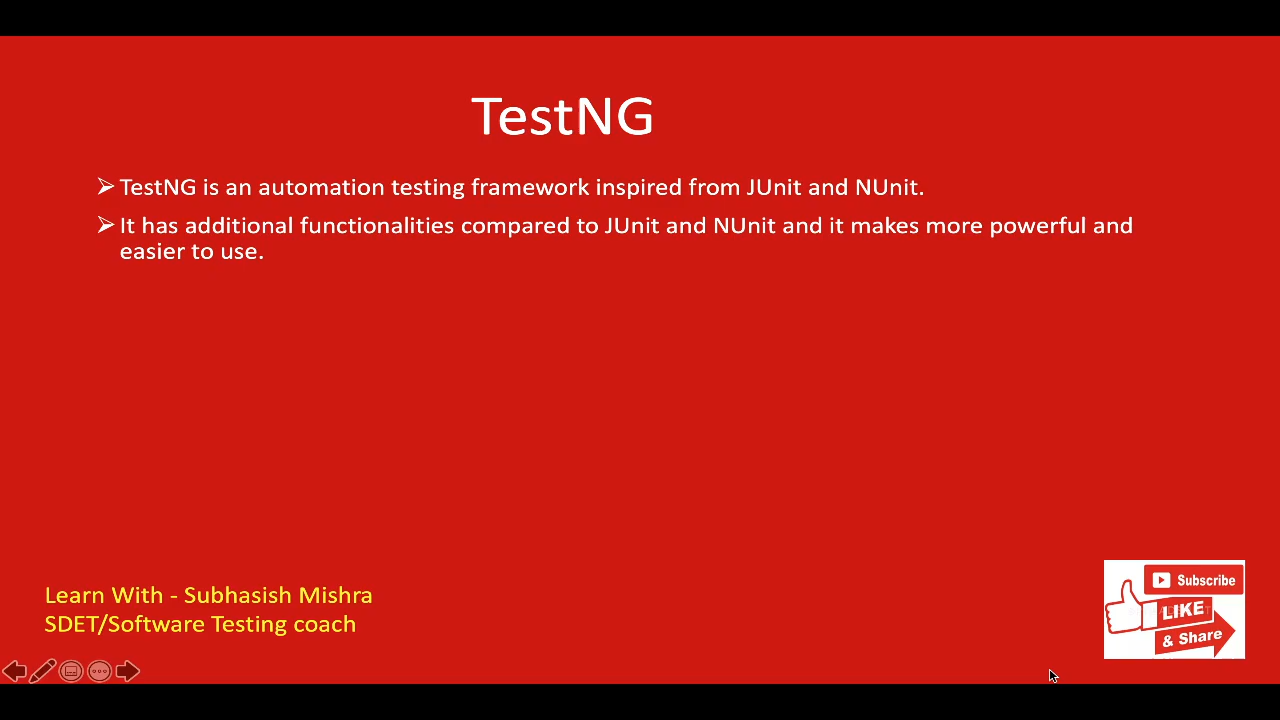 TestNG
➢ TestNG is an automation testing framework inspired from JUnit and NUnit.
➢ It has additional functionalities compared to JUnit and NUnit and it makes more powerful and
easier to use.
Learn With - Subhasish Mishra
SDET/Software Testing coach
Subscribe
LIKE
& Share